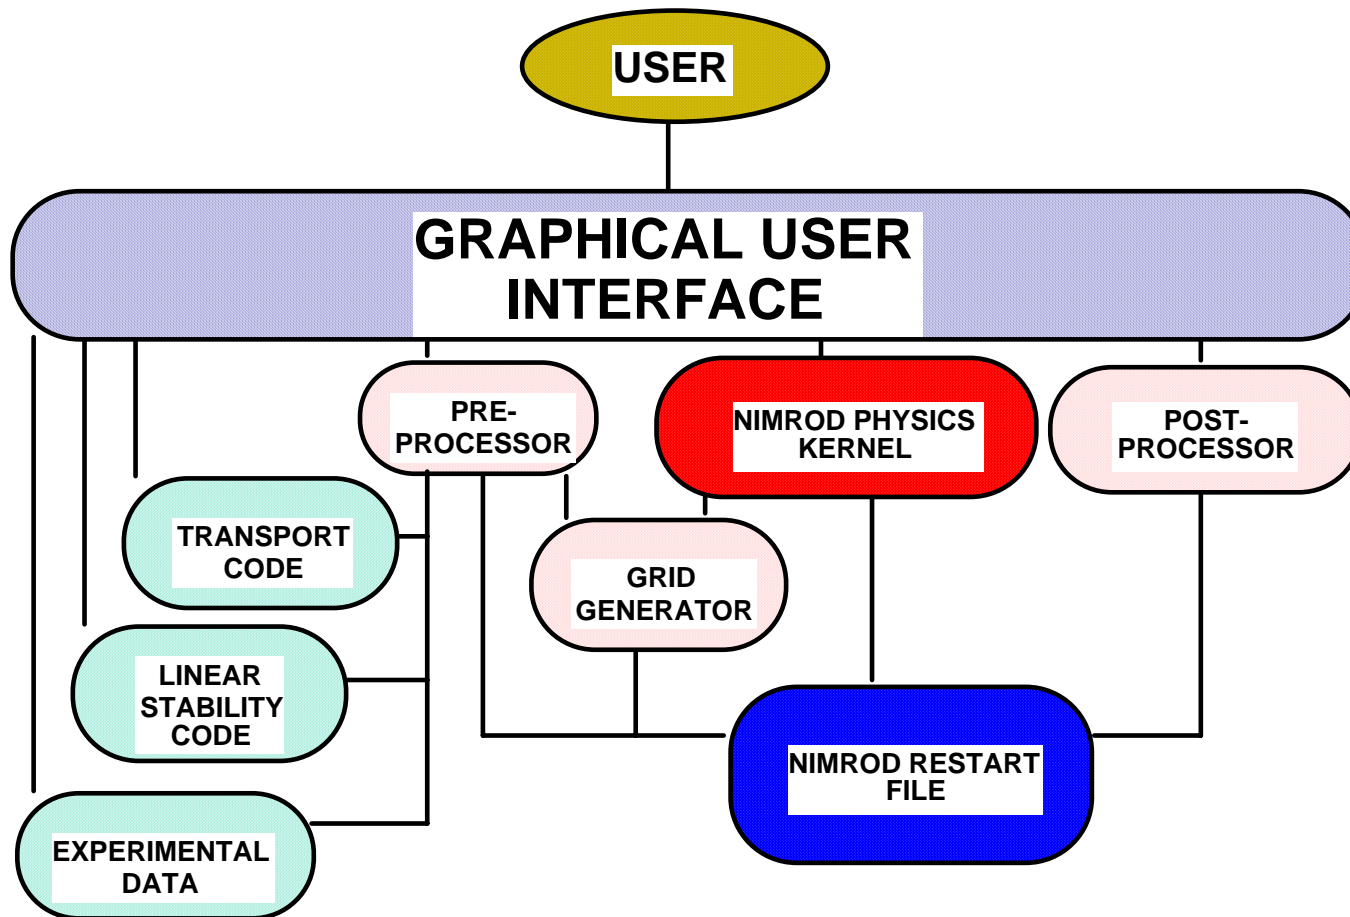 USER
GRAPHICAL USER
INTERFACE
PRE-
PROCESSOR
NIMROD PHYSICS
KERNEL
POST-
PROCESSOR
TRANSPORT
CODE
GRID
GENERATOR
LINEAR
STABILITY
CODE
NIMROD RESTART
FILE
EXPERIMENTAL
DATA